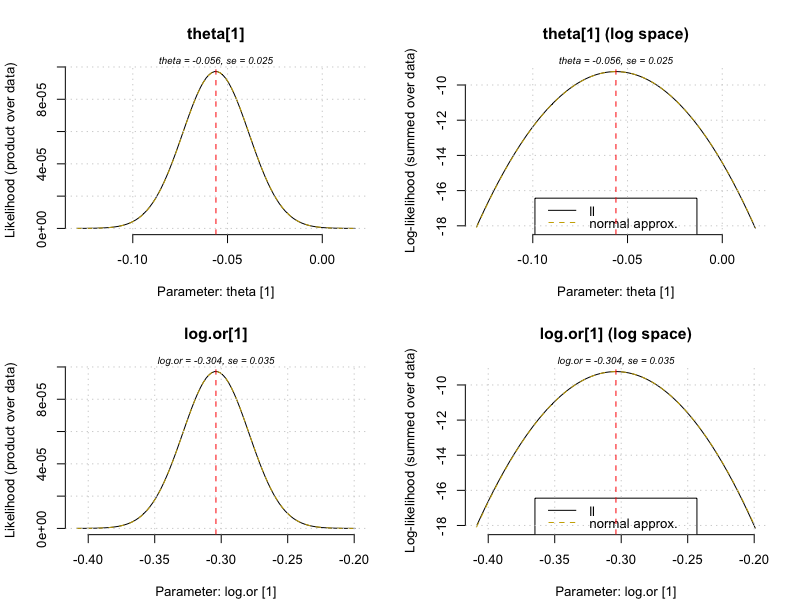 theta[1]
theta = -0.056, se = 0.025
Likelihood (product over data)
0e+00 4e-05 8e-05
-0.10 -0.05 0.00
Parameter: theta [1]
theta[1] (log space)
theta = -0.056, se = 0.025
Log-likelihood (summed over data)
-18 -16 -14 -12 -10
ll
normal approx.
-0.10 -0.05 0.00
Parameter: theta [1]
log.or[1]
log.or = -0.304, se = 0.035
Likelihood (product over data)
0e+00 4e-05 8e-05
-0.40 -0.35 -0.30 -0.25 -0.20
Parameter: log.or [1]
log.or[1] (log space)
log.or = -0.304, se = 0.035
Log-likelihood (summed over data)
-18 -16 -14 -12 -10
ll
normal approx.
-0.40 -0.35 -0.30 -0.25 -0.20
Parameter: log.or [1]